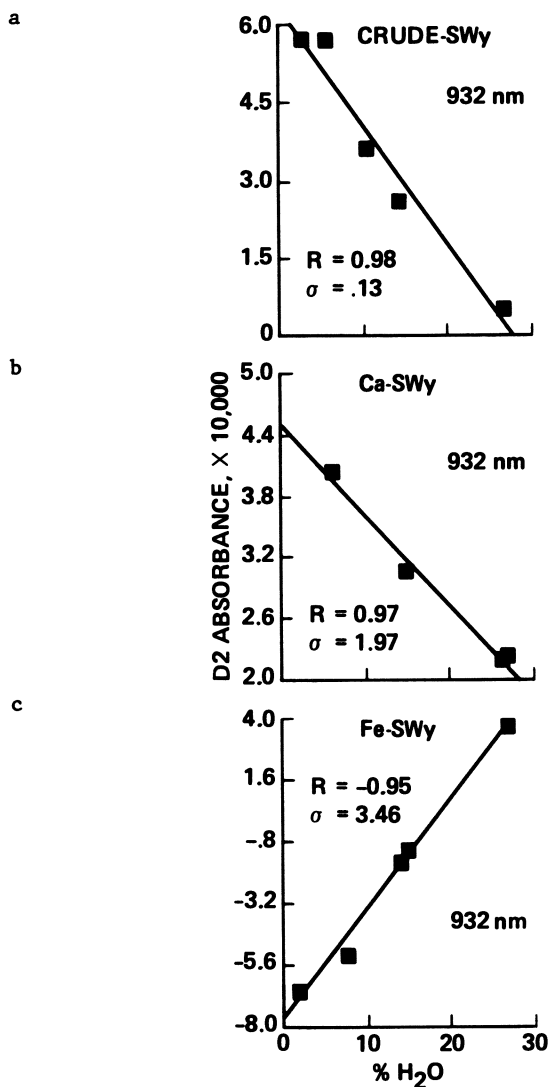 a
6.0
CRUDE-SWy
4.5
932 nm
3.0
1.5
R = 0.98
σ = .13
0
b
5.0
Ca-SWy
4.4
932 nm
3.8
3.2
2.6
R = 0.97
σ = 1.97
2.0
D2 ABSORBANCE, × 10,000
c
4.0
Fe-SWy
1.6
R = –0.95
σ = 3.46
–.8
–3.2
932 nm
–5.6
–8.0
0 10 20 30
% H₂O